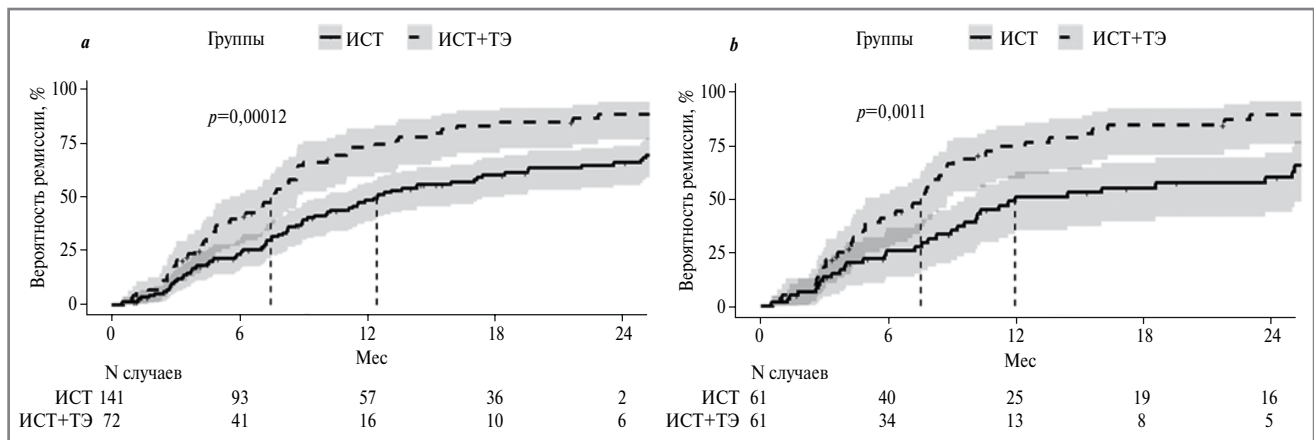 a
Группы ИСТ ИСТ+ТЭ
p=0,00012
Вероятность ремиссии, %
100
75
50
25
0
0 6 12 18 24
Мес
N случаев
ИСТ 141 93 57 36 2
ИСТ+ТЭ 72 41 16 10 6
b
Группы ИСТ ИСТ+ТЭ
p=0,0011
Вероятность ремиссии, %
100
75
50
25
0
0 6 12 18 24
Мес
N случаев
ИСТ 61 40 25 19 16
ИСТ+ТЭ 61 34 13 8 5